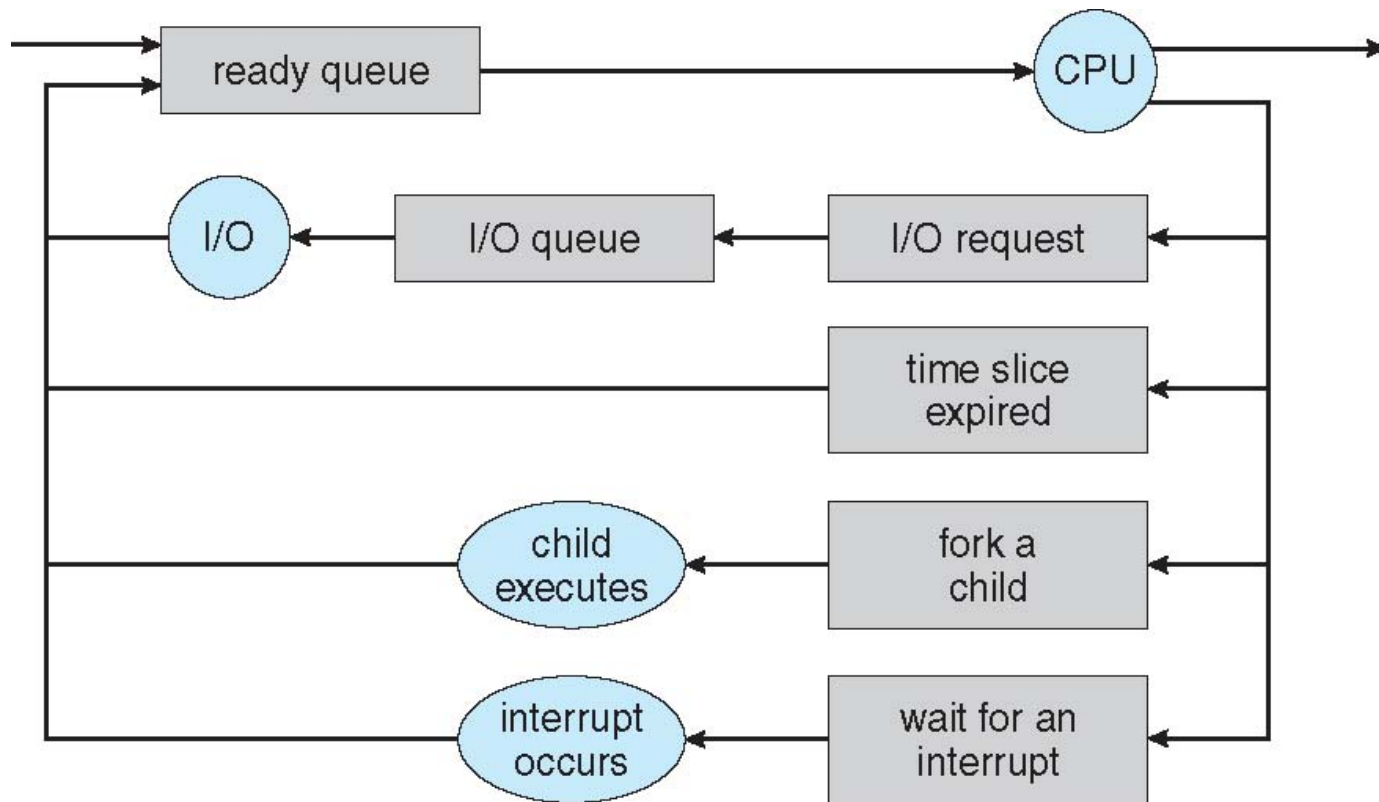 ready queue
CPU
I/O
I/O queue
I/O request
time slice
expired
child
executes
fork a
child
interrupt
occurs
wait for an
interrupt